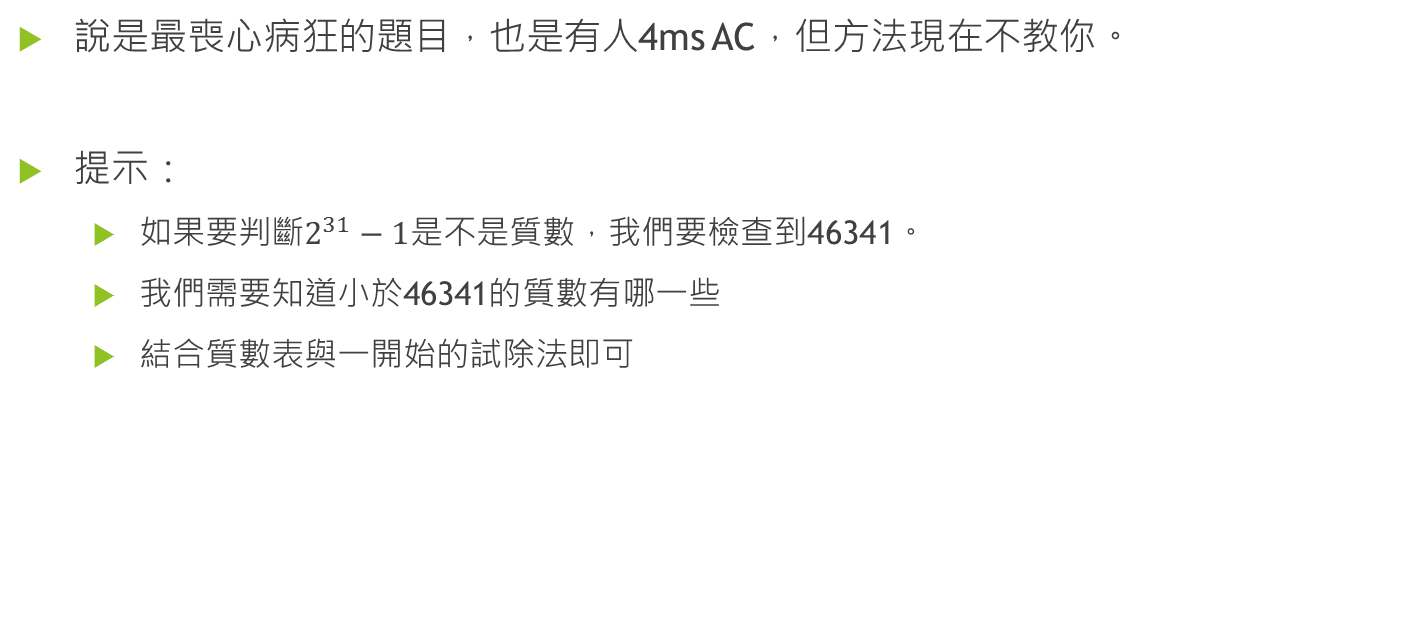 說是最喪心病狂的題目，也是有人4ms AC，但方法現在不教你。
提示：
如果要判斷2³¹ − 1是不是質數，我們要檢查到46341。
我們需要知道小於46341的質數有哪一些
結合質數表與一開始的試除法即可